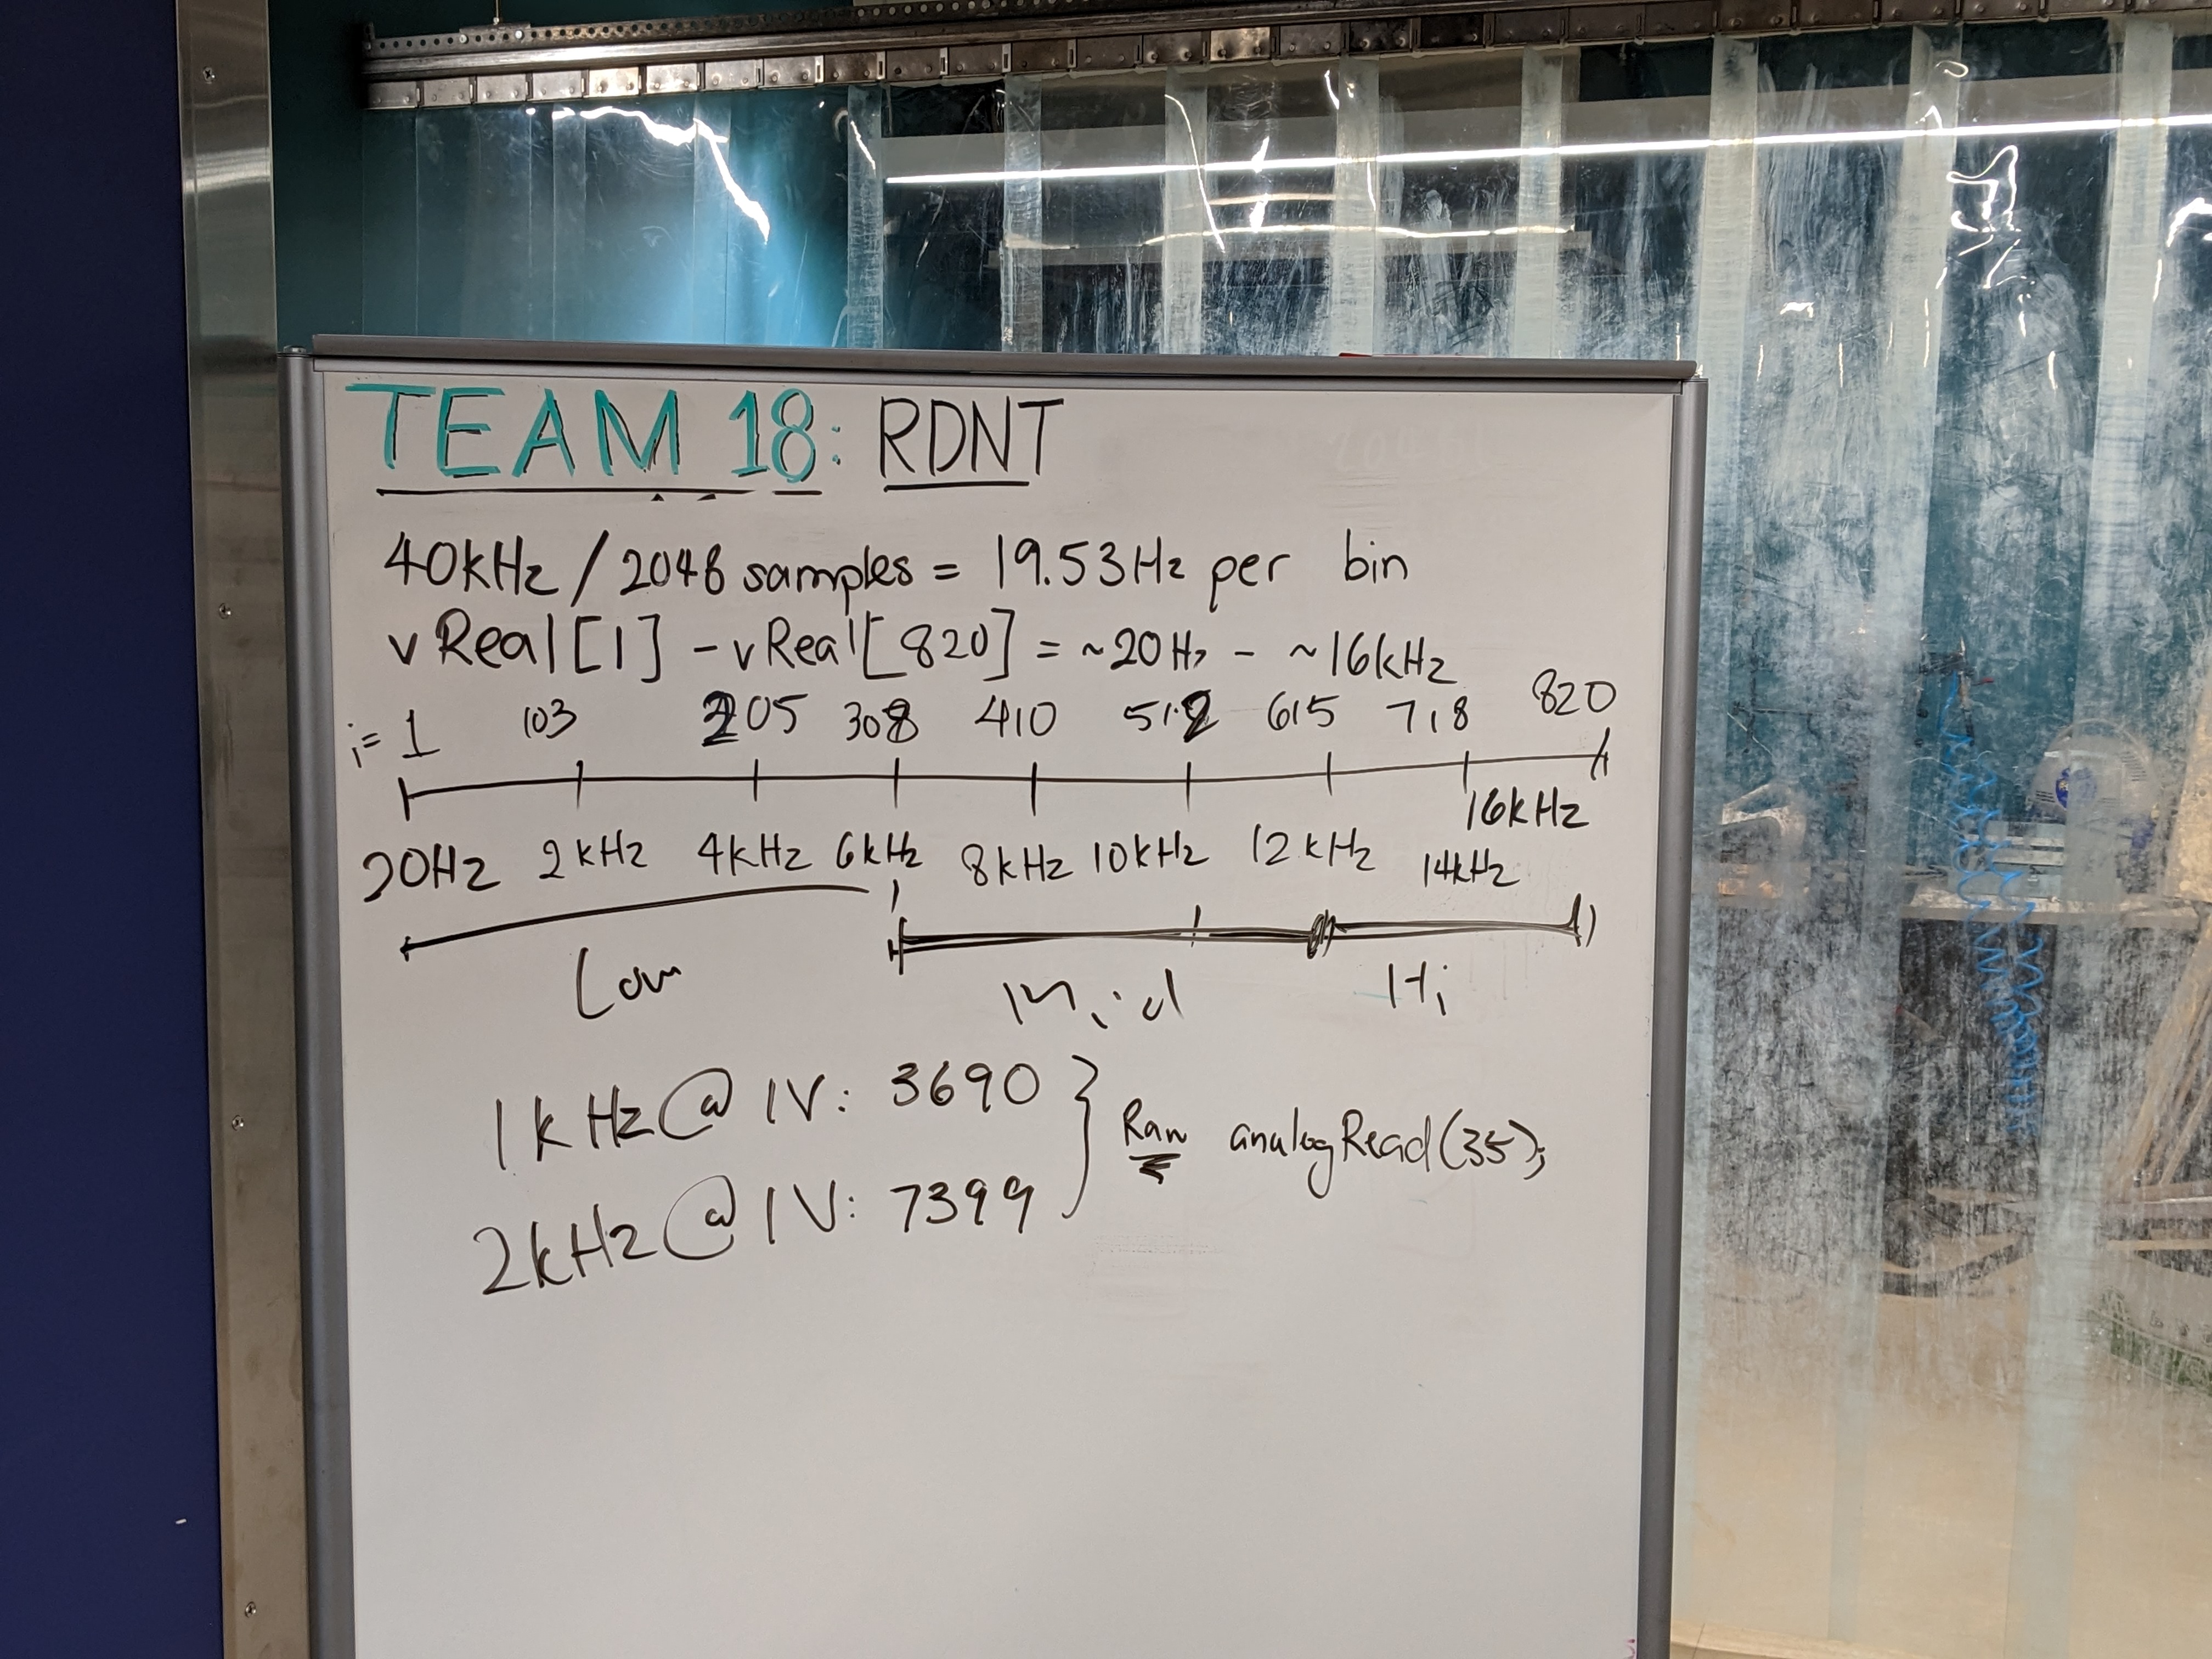 TEAM 18: RDNT
40kHz / 2048 samples = 19.53Hz per bin
vReal[1] - vReal[820] = ~20Hz - ~16kHz
i= 1 103 205 308 410 512 615 718 820
20Hz 2kHz 4kHz 6kHz 8kHz 10kHz 12kHz 14kHz 16kHz
Low Mid Hi
1kHz @ 1V: 3690
2kHz @ 1V: 7399
} Raw analogRead(35);